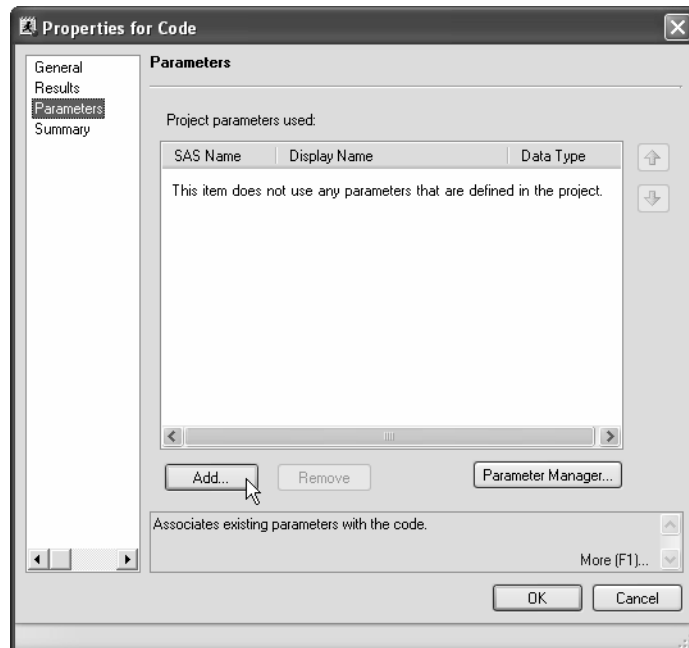 Properties for Code
General
Results
Parameters
Summary
Parameters
Project parameters used:
SAS Name Display Name Data Type
This item does not use any parameters that are defined in the project.
Add... Remove Parameter Manager...
Associates existing parameters with the code.
More (F1)...
OK Cancel